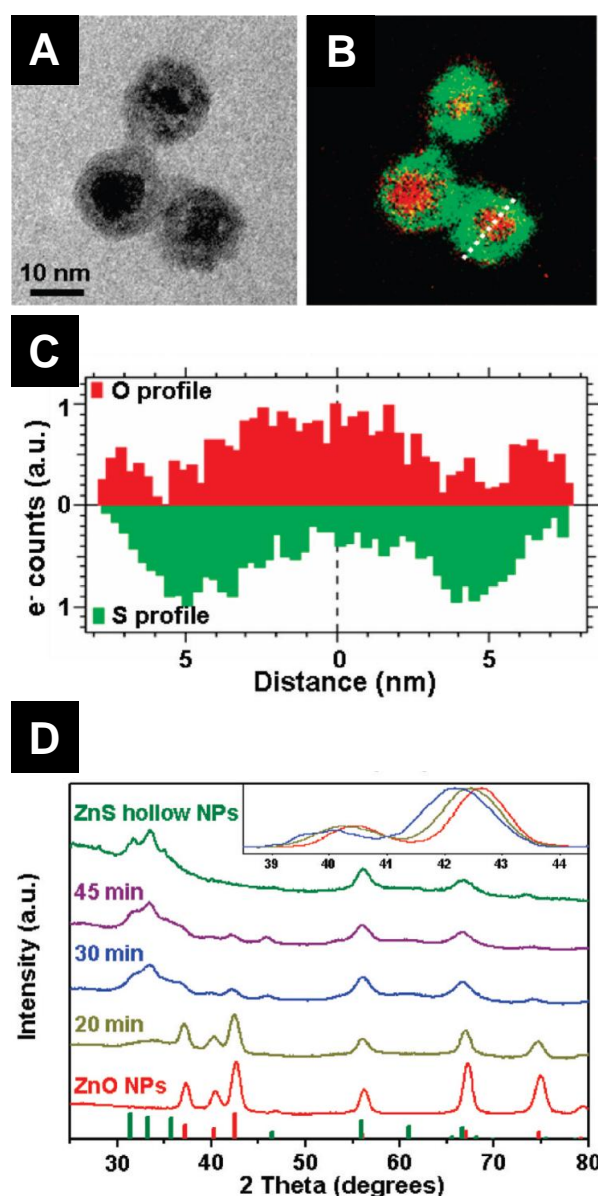 A
B
10 nm
C
O profile
1
0
1
e⁻ counts (a.u.)
S profile
5 0 5
Distance (nm)
D
ZnS hollow NPs
45 min
30 min
20 min
ZnO NPs
Intensity (a.u.)
39 40 41 42 43 44
30 40 50 60 70 80
2 Theta (degrees)